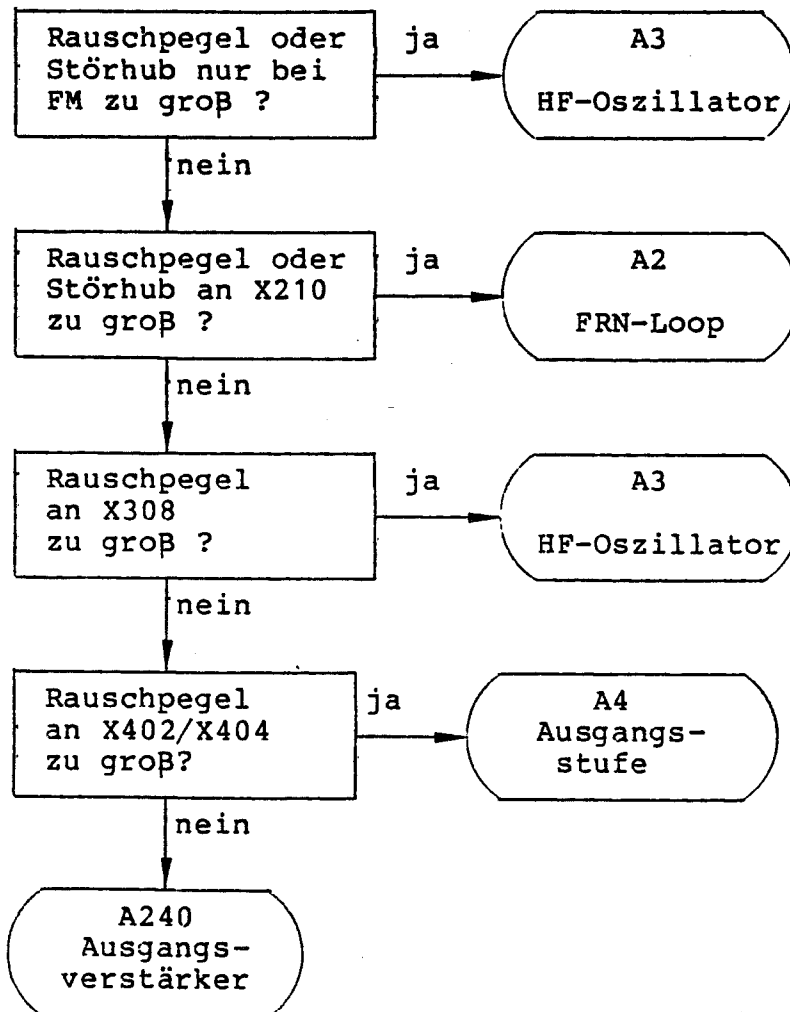 Rauschpegel oder
Störhub nur bei
FM zu groß ?
ja
A3
HF-Oszillator
nein
Rauschpegel oder
Störhub an X210
zu groß ?
ja
A2
FRN-Loop
nein
Rauschpegel
an X308
zu groß ?
ja
A3
HF-Oszillator
nein
Rauschpegel
an X402/X404
zu groß?
ja
A4
Ausgangs-
stufe
nein
A240
Ausgangs-
verstärker